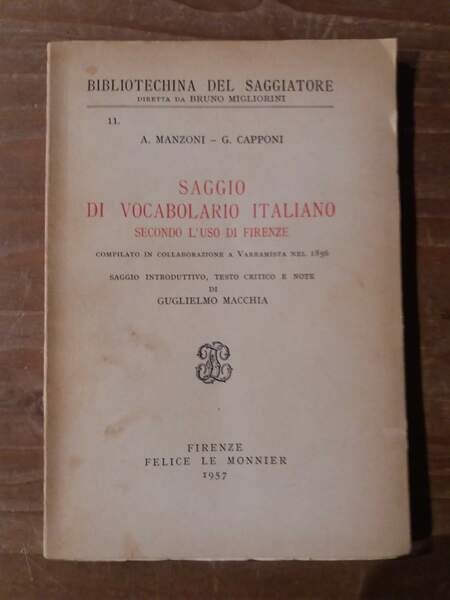 BIBLIOTECHINA DEL SAGGIATORE
DIRETTA DA BRUNO MIGLIORINI
11.
A. MANZONI – G. CAPPONI
SAGGIO
DI VOCABOLARIO ITALIANO
SECONDO L'USO DI FIRENZE
COMPILATO IN COLLABORAZIONE A VARRAMISTA NEL 1856
SAGGIO INTRODUTTIVO, TESTO CRITICO E NOTE
DI
GUGLIELMO MACCHIA
FIRENZE
FELICE LE MONNIER
1957